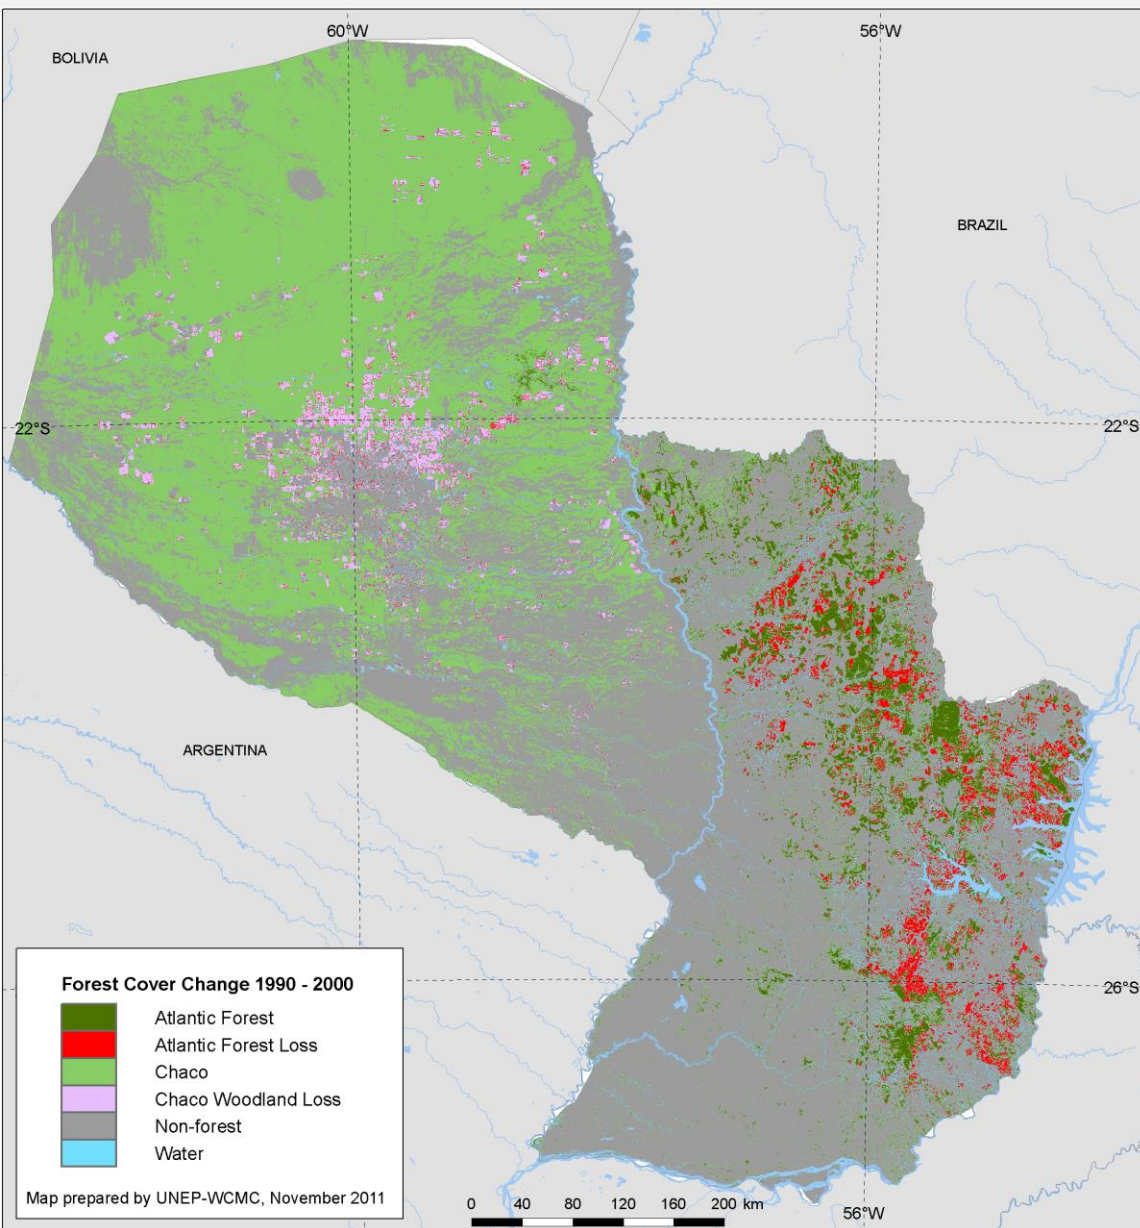 60°W
56°W
BOLIVIA
BRAZIL
22°S
22°S
ARGENTINA
26°S
Forest Cover Change 1990 - 2000
Atlantic Forest
Atlantic Forest Loss
Chaco
Chaco Woodland Loss
Non-forest
Water
Map prepared by UNEP-WCMC, November 2011
0 40 80 120 160 200 km
56°W